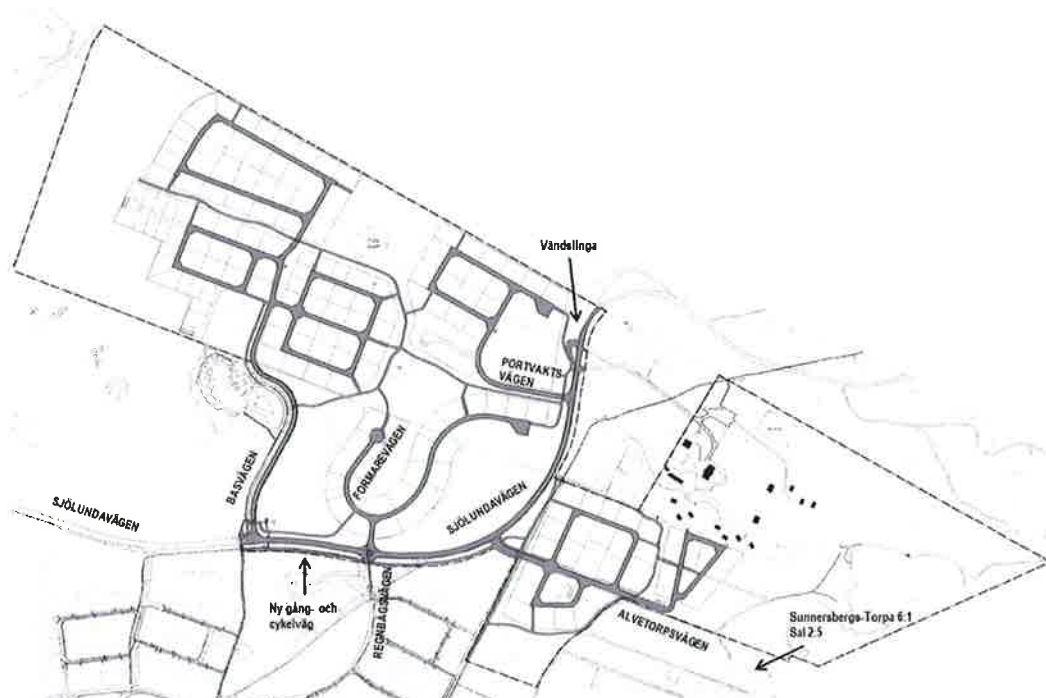 Vändslinga
PORTVAKTS-
VÄGEN
FORMAREVÄGEN
BASVÄGEN
SJÖLUNDAVÄGEN
SJÖLUNDAVÄGEN
Ny gång- och
cykelväg
REGNBAGSVÄGEN
ALVETORPSVÄGEN
Sunnersbergs-Torpa 6:1
Sal 2:5